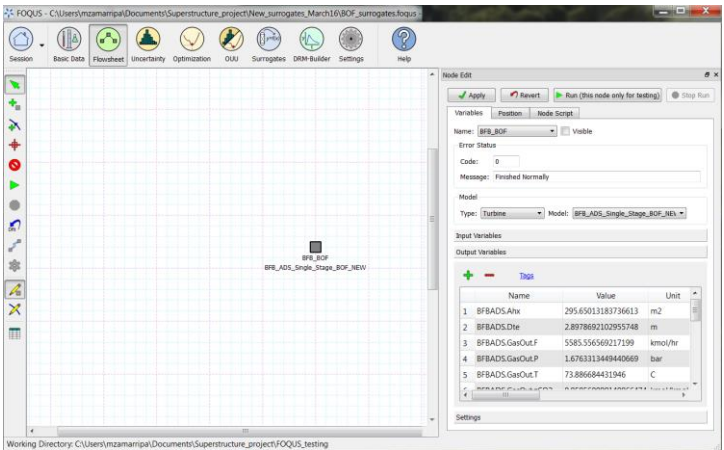 FOQUS - C:\Users\mzamarripa\Documents\Superstructure_project\New_surrogates_March16\BOF_surrogates.foqus
Session Basic Data Flowsheet Uncertainty Optimization OUU Surrogates DRM-Builder Settings Help
Node Edit
Apply Revert Run (this node only for testing) Stop Run
Variables Position Node Script
Name: BFB_BOF Visible
Error Status
Code: 0
Message: Finished Normally
Model
Type: Turbine Model: BFB_ADS_Single_Stage_BOF_NEW
Input Variables
Output Variables
Tags
Name Value Unit
1 BFBADS.Ahx 295.65013183736613 m2
2 BFBADS.Dte 2.8978692102955748 m
3 BFBADS.GasOut.F 5585.556569217199 kmol/hr
4 BFBADS.GasOut.P 1.6763313449440669 bar
5 BFBADS.GasOut.T 73.886684431946 C
Settings
BFB_BOF
BFB_ADS_Single_Stage_BOF_NEW
Working Directory: C:\Users\mzamarripa\Documents\Superstructure_project\FOQUS_testing